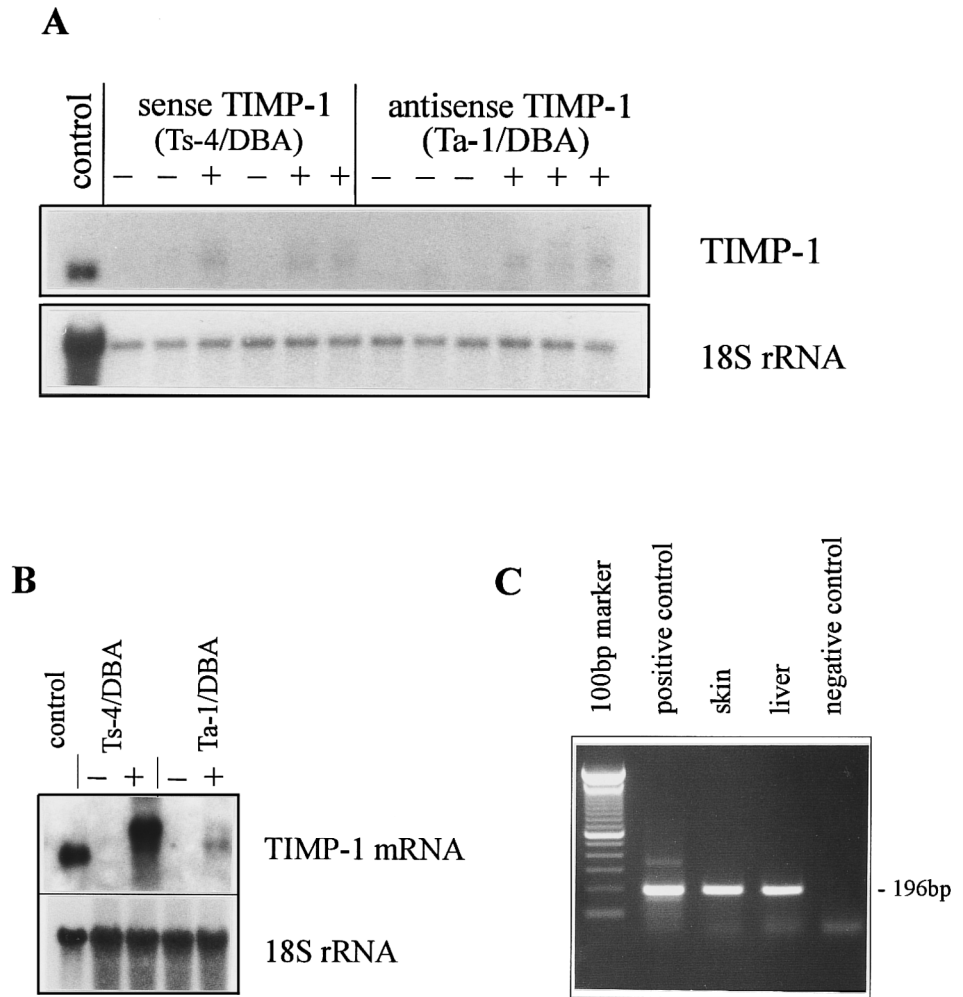 A
control
sense TIMP-1
(Ts-4/DBA)
antisense TIMP-1
(Ta-1/DBA)
− − + − + + − − − + + +
TIMP-1
18S rRNA
B
control
Ts-4/DBA
Ta-1/DBA
− + − +
TIMP-1 mRNA
18S rRNA
C
100bp marker
positive control
skin
liver
negative control
- 196bp